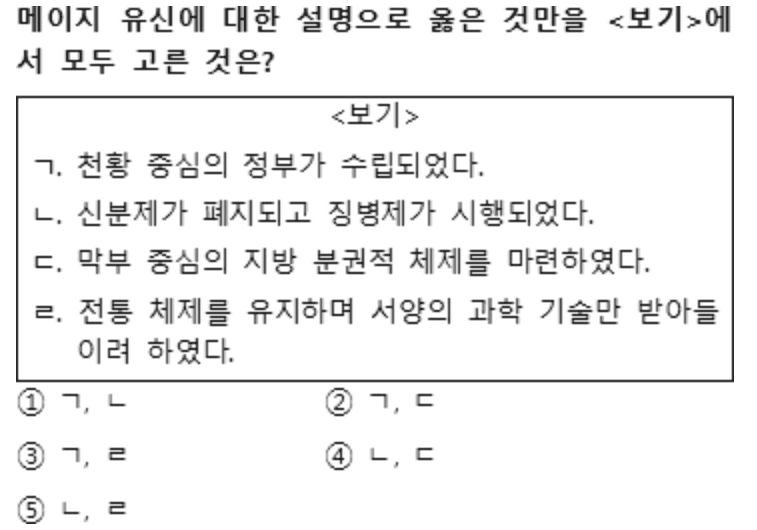 메이지 유신에 대한 설명으로 옳은 것만을 <보기>에
서 모두 고른 것은?
<보기>
ㄱ. 천황 중심의 정부가 수립되었다.
ㄴ. 신분제가 폐지되고 징병제가 시행되었다.
ㄷ. 막부 중심의 지방 분권적 체제를 마련하였다.
ㄹ. 전통 체제를 유지하며 서양의 과학 기술만 받아들
이려 하였다.
① ㄱ, ㄴ ② ㄱ, ㄷ
③ ㄱ, ㄹ ④ ㄴ, ㄷ
⑤ ㄴ, ㄹ